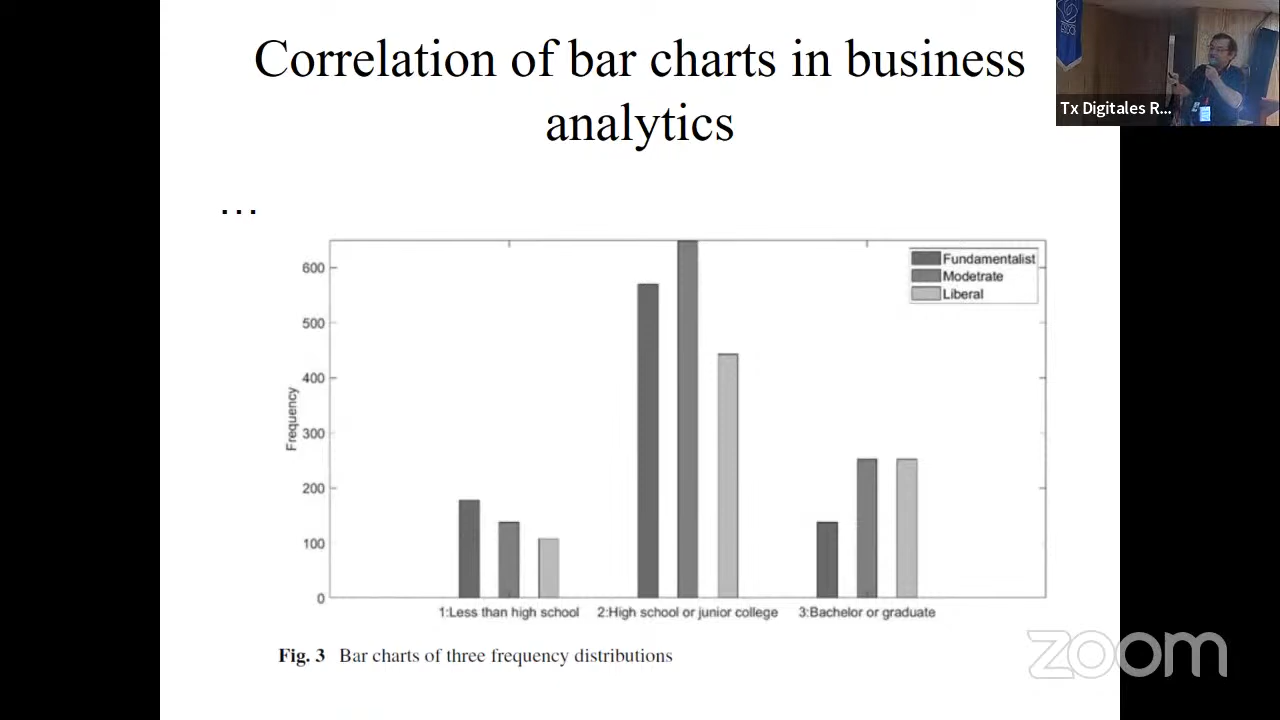 Correlation of bar charts in business
analytics
Tx Digitales R...
...
Fundamentalist
Modetrate
Liberal
600
500
400
300
200
100
0
Frequency
1:Less than high school 2:High school or junior college 3:Bachelor or graduate
Fig. 3 Bar charts of three frequency distributions
zoom